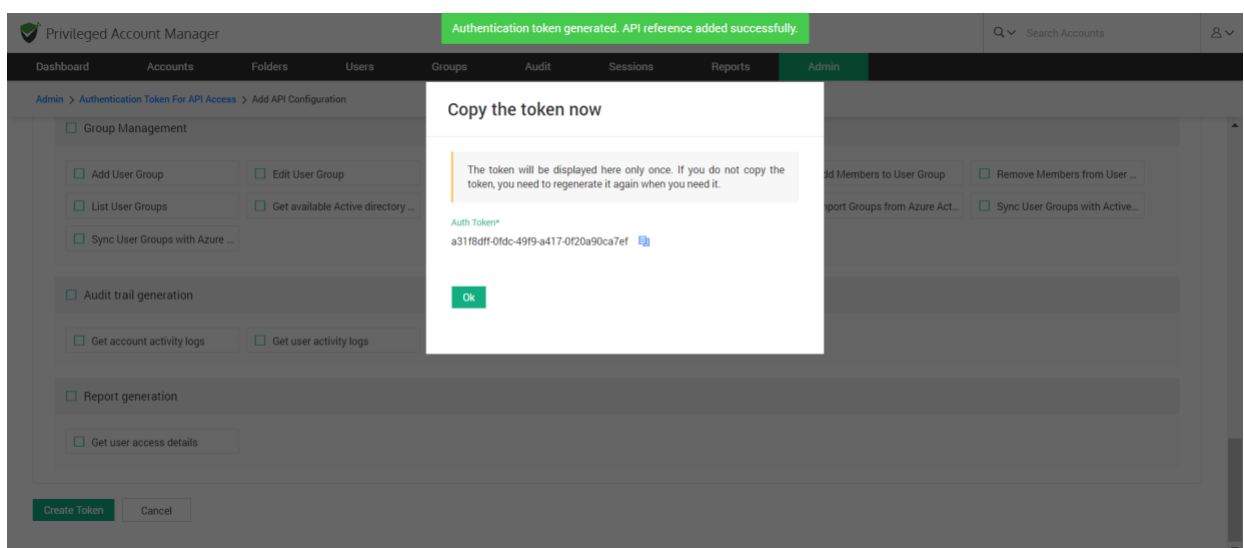 Authentication token generated. API reference added successfully.
Privileged Account Manager
Search Accounts
Dashboard Accounts Folders Users Groups Audit Sessions Reports Admin
Admin > Authentication Token For API Access > Add API Configuration
Copy the token now
The token will be displayed here only once. If you do not copy the
token, you need to regenerate it again when you need it.
Auth Token*
a31f8dff-0fdc-49f9-a417-0f20a90ca7ef
Ok
Group Management
Add User Group Edit User Group dd Members to User Group Remove Members from User ...
List User Groups Get available Active directory ... nport Groups from Azure Act... Sync User Groups with Active...
Sync User Groups with Azure ...
Audit trail generation
Get account activity logs Get user activity logs
Report generation
Get user access details
Create Token Cancel